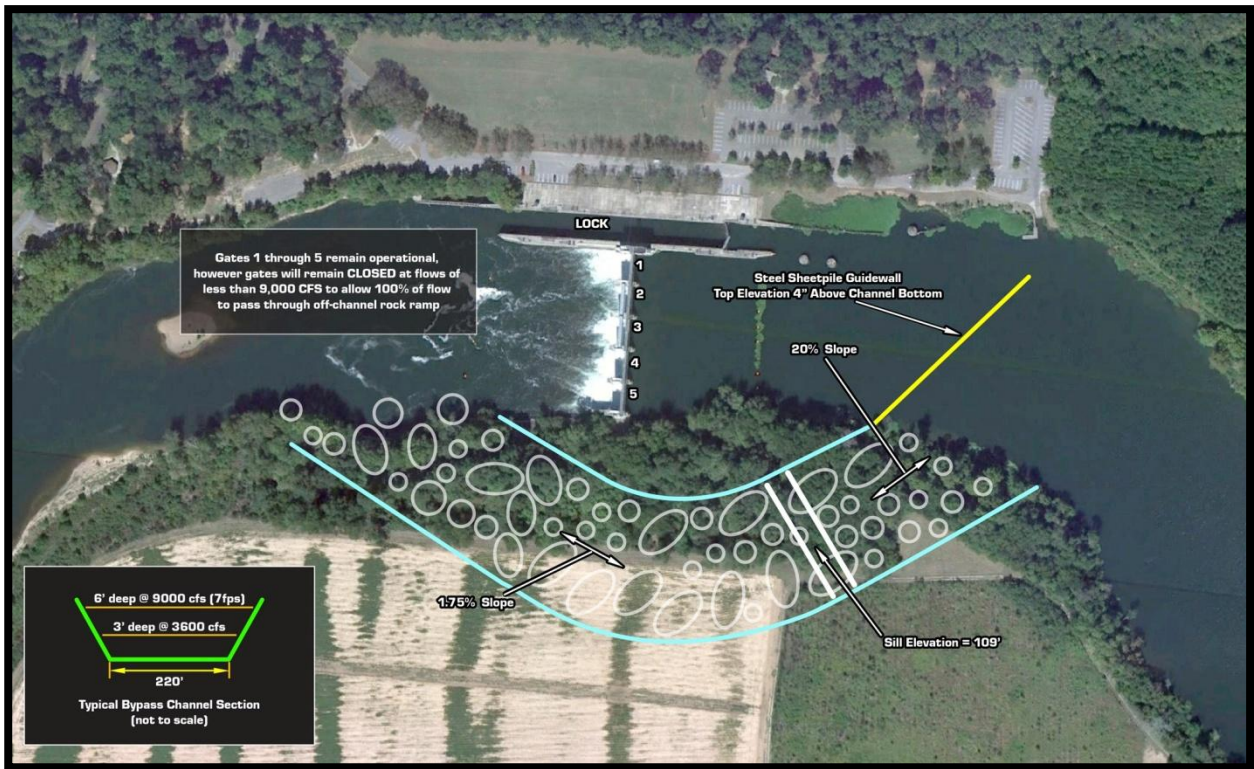 LOCK
Gates 1 through 5 remain operational,
however gates will remain CLOSED at flows of
less than 9,000 CFS to allow 100% of flow
to pass through off-channel rock ramp
1
2
3
4
5
Steel Sheetpile Guidewall
Top Elevation 4" Above Channel Bottom
20% Slope
1.75% Slope
Sill Elevation = 109'
6' deep @ 9000 cfs (7fps)
3' deep @ 3600 cfs
220'
Typical Bypass Channel Section
(not to scale)